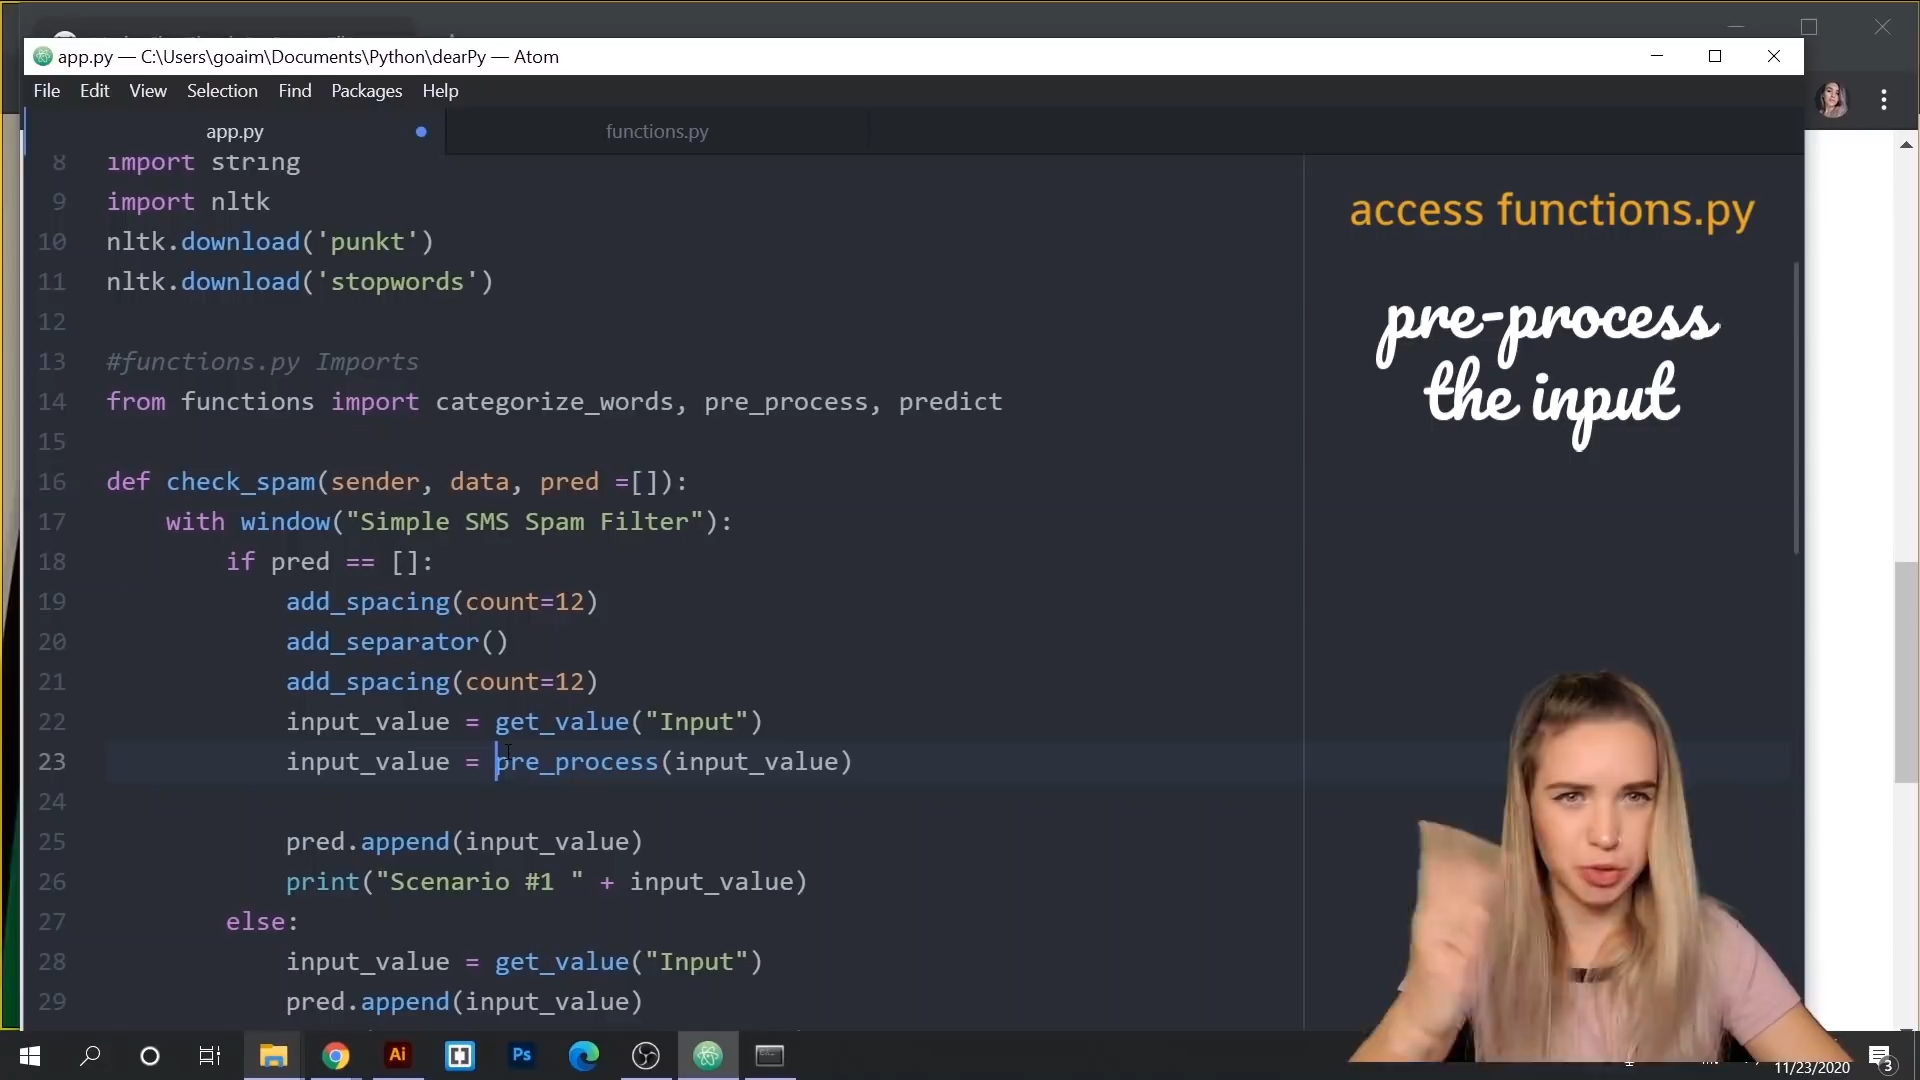 app.py — C:\Users\goaim\Documents\Python\dearPy — Atom
File Edit View Selection Find Packages Help
app.py functions.py
8 import string
9 import nltk
10 nltk.download('punkt')
11 nltk.download('stopwords')
12
13 #functions.py Imports
14 from functions import categorize_words, pre_process, predict
15
16 def check_spam(sender, data, pred =[]):
17 with window("Simple SMS Spam Filter"):
18 if pred == []:
19 add_spacing(count=12)
20 add_separator()
21 add_spacing(count=12)
22 input_value = get_value("Input")
23 input_value = pre_process(input_value)
24
25 pred.append(input_value)
26 print("Scenario #1 " + input_value)
27 else:
28 input_value = get_value("Input")
29 pred.append(input_value)
access functions.py
pre-process
the input
Ai
Ps
11/23/2020
3